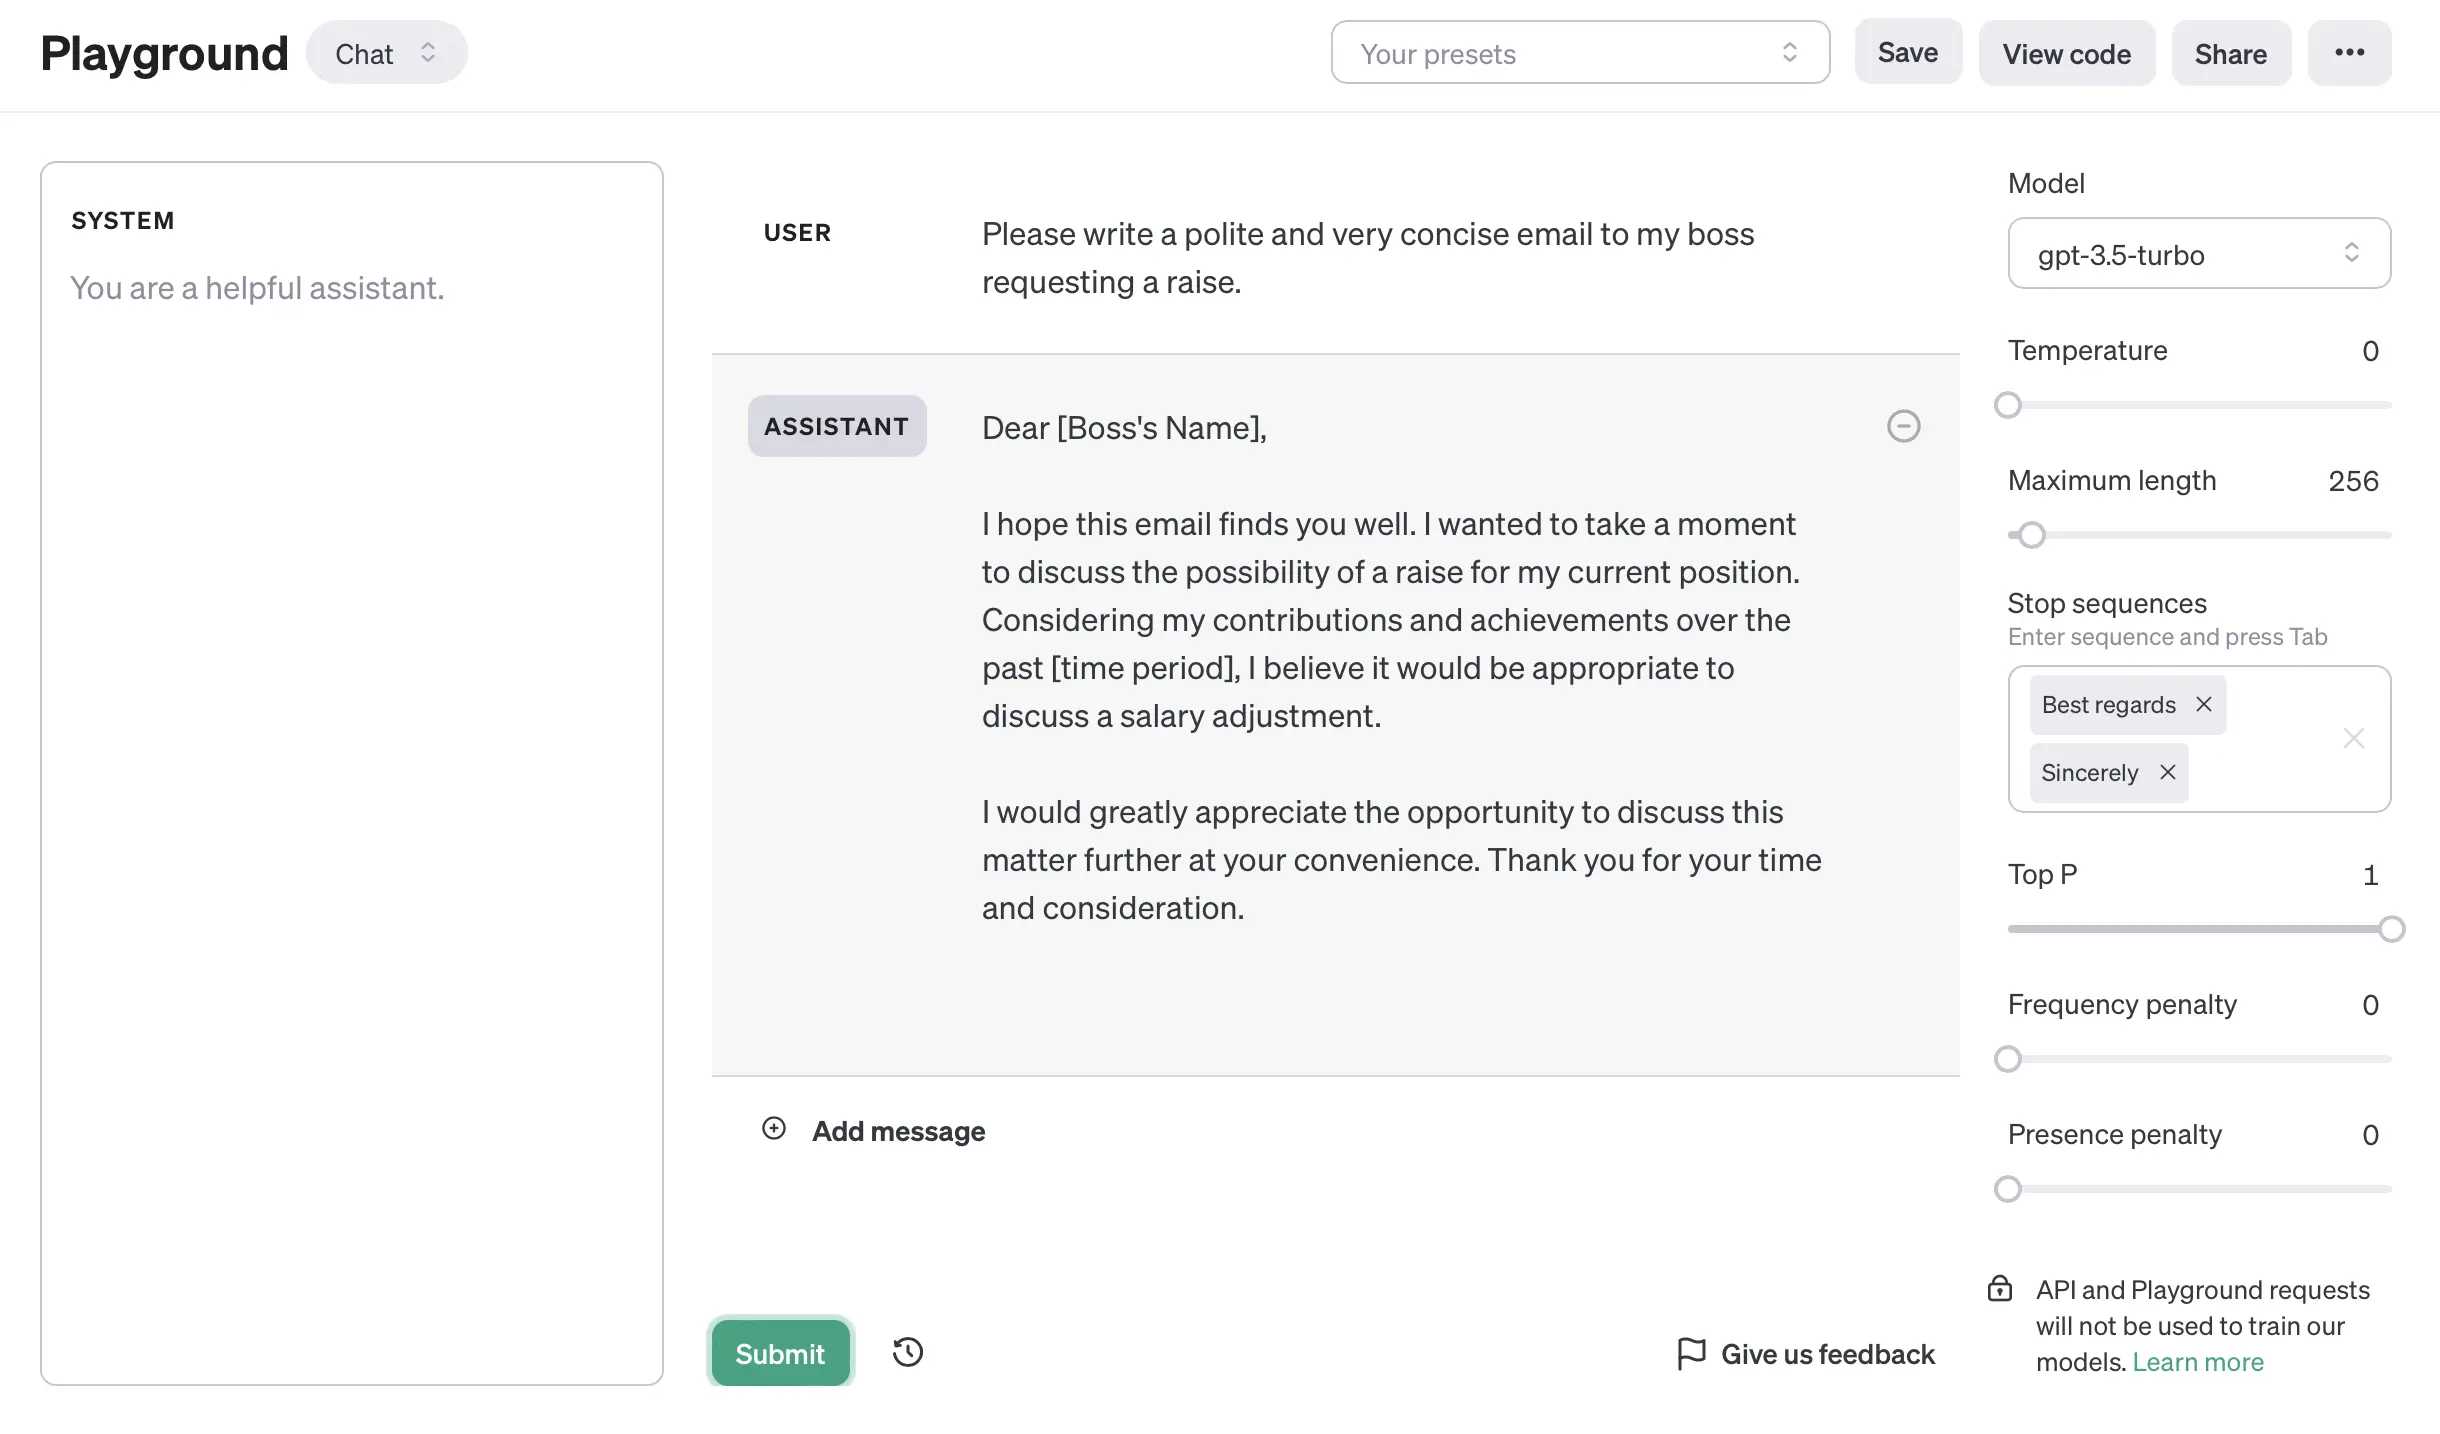 Playground
Chat
Your presets
Save
View code
Share
SYSTEM
You are a helpful assistant.
USER
Please write a polite and very concise email to my boss
requesting a raise.
ASSISTANT
Dear [Boss's Name],
I hope this email finds you well. I wanted to take a moment
to discuss the possibility of a raise for my current position.
Considering my contributions and achievements over the
past [time period], I believe it would be appropriate to
discuss a salary adjustment.
I would greatly appreciate the opportunity to discuss this
matter further at your convenience. Thank you for your time
and consideration.
Add message
Submit
Give us feedback
Model
gpt-3.5-turbo
Temperature 0
Maximum length 256
Stop sequences
Enter sequence and press Tab
Best regards
Sincerely
Top P 1
Frequency penalty 0
Presence penalty 0
API and Playground requests
will not be used to train our
models. Learn more